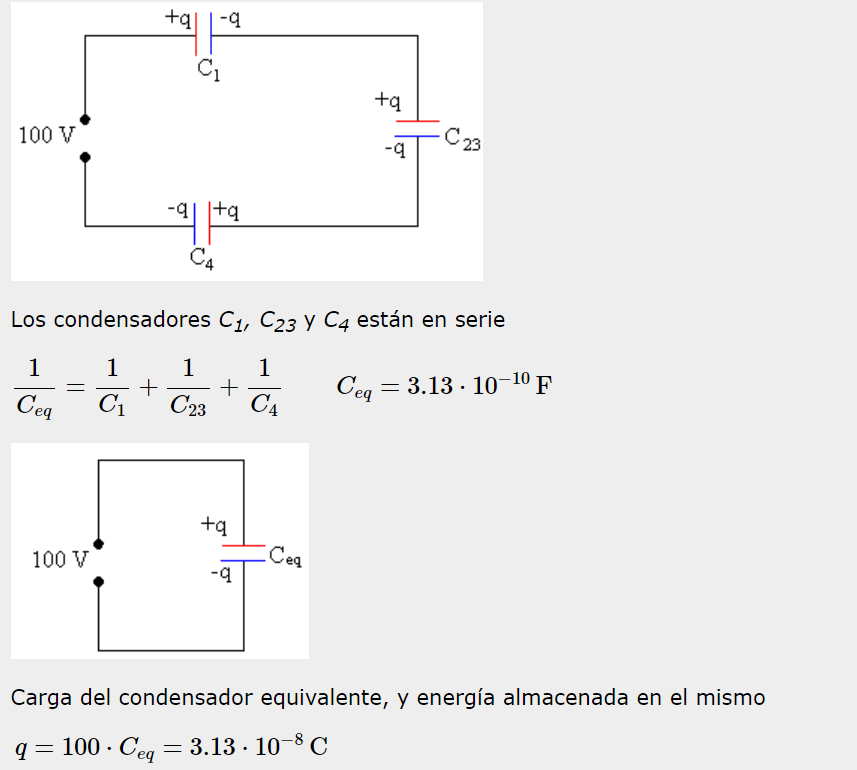 +q -q
C1
+q
100 V
C23
-q
-q +q
C4
Los condensadores C1, C23 y C4 están en serie
1/Ceq = 1/C1 + 1/C23 + 1/C4 Ceq = 3.13 · 10^−10 F
+q
100 V Ceq
-q
Carga del condensador equivalente, y energía almacenada en el mismo
q = 100 · Ceq = 3.13 · 10^−8 C